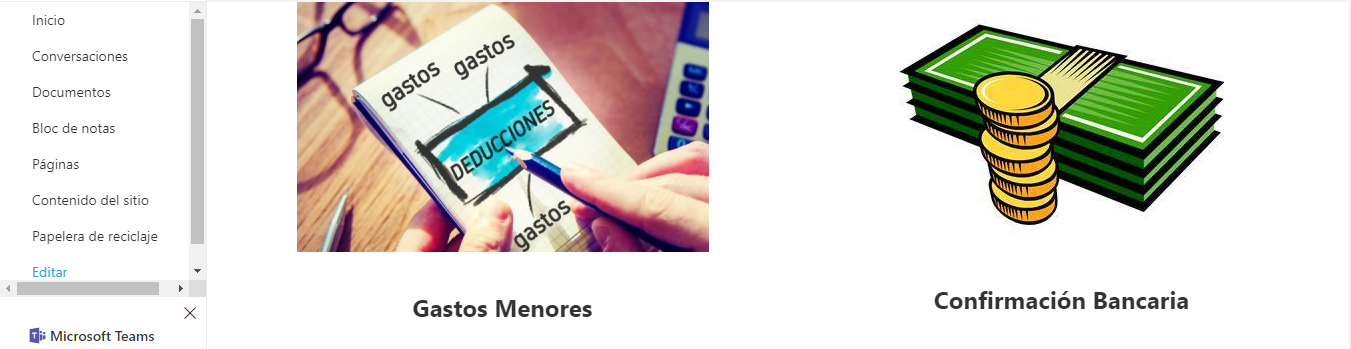 Inicio
Conversaciones
Documentos
Bloc de notas
Páginas
Contenido del sitio
Papelera de reciclaje
Editar
Microsoft Teams
gastos
gastos
DEDUCCIONES
gastos
Gastos Menores
Confirmación Bancaria